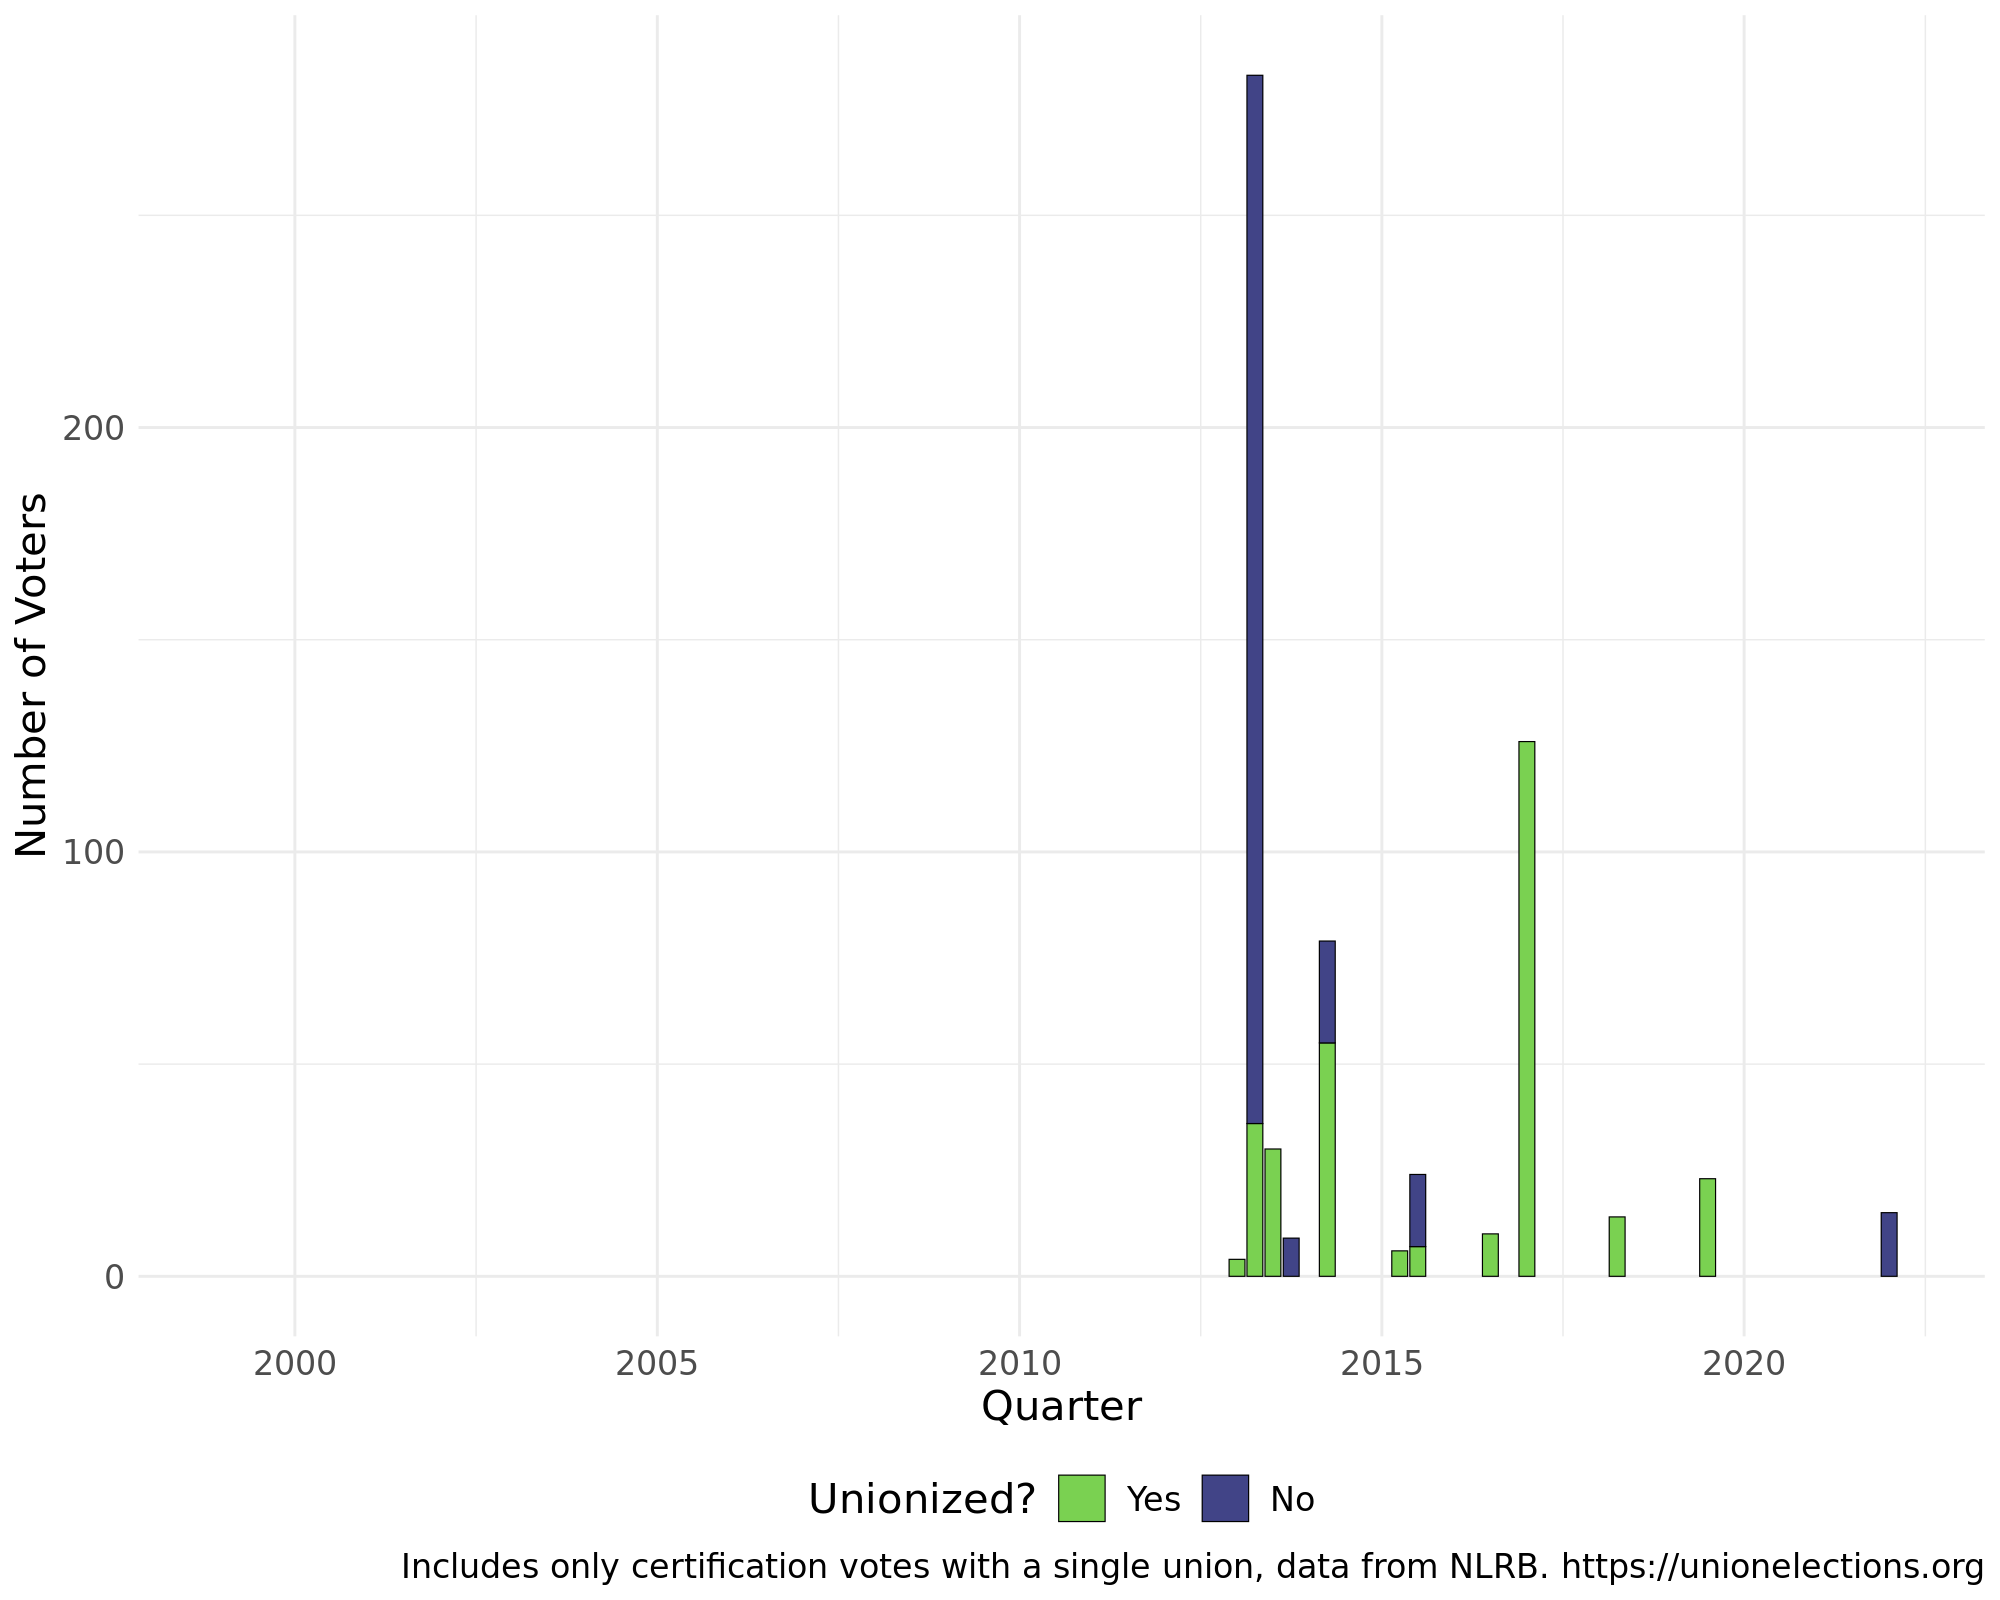 Number of Voters
200
100
0
2000 2005 2010 2015 2020
Quarter
Unionized? Yes No
Includes only certification votes with a single union, data from NLRB. https://unionelections.org